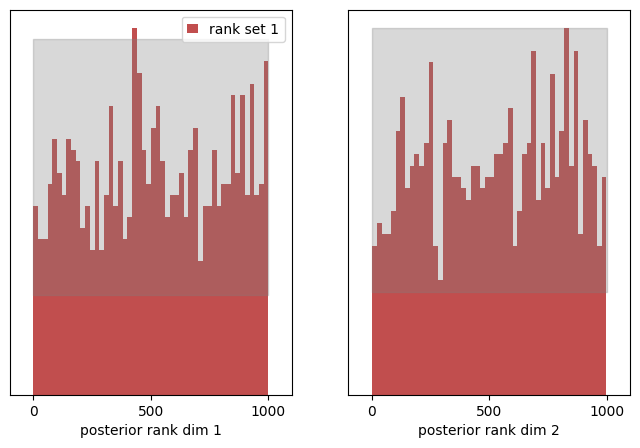 rank set 1
0
500
1000
0
500
1000
posterior rank dim 1
posterior rank dim 2